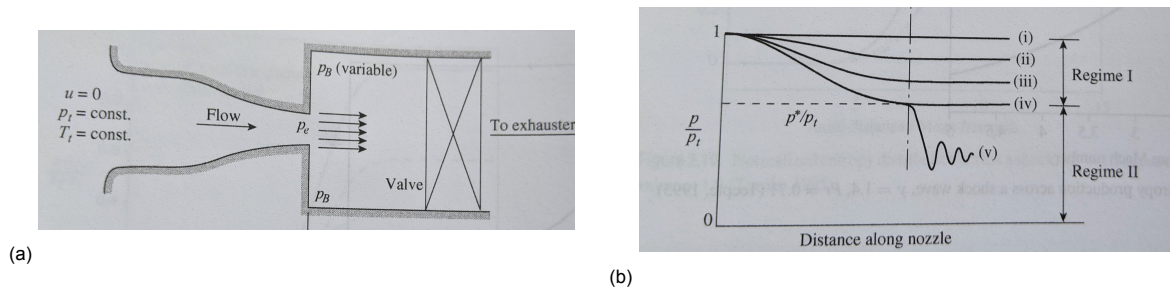 u = 0
p_t = const.
T_t = const.
Flow
p_e
p_B (variable)
p_B
Valve
To exhauster
(a)
1
p/p_t
0
p*/p_t
(i)
(ii)
(iii)
(iv)
(v)
Regime I
Regime II
Distance along nozzle
(b)